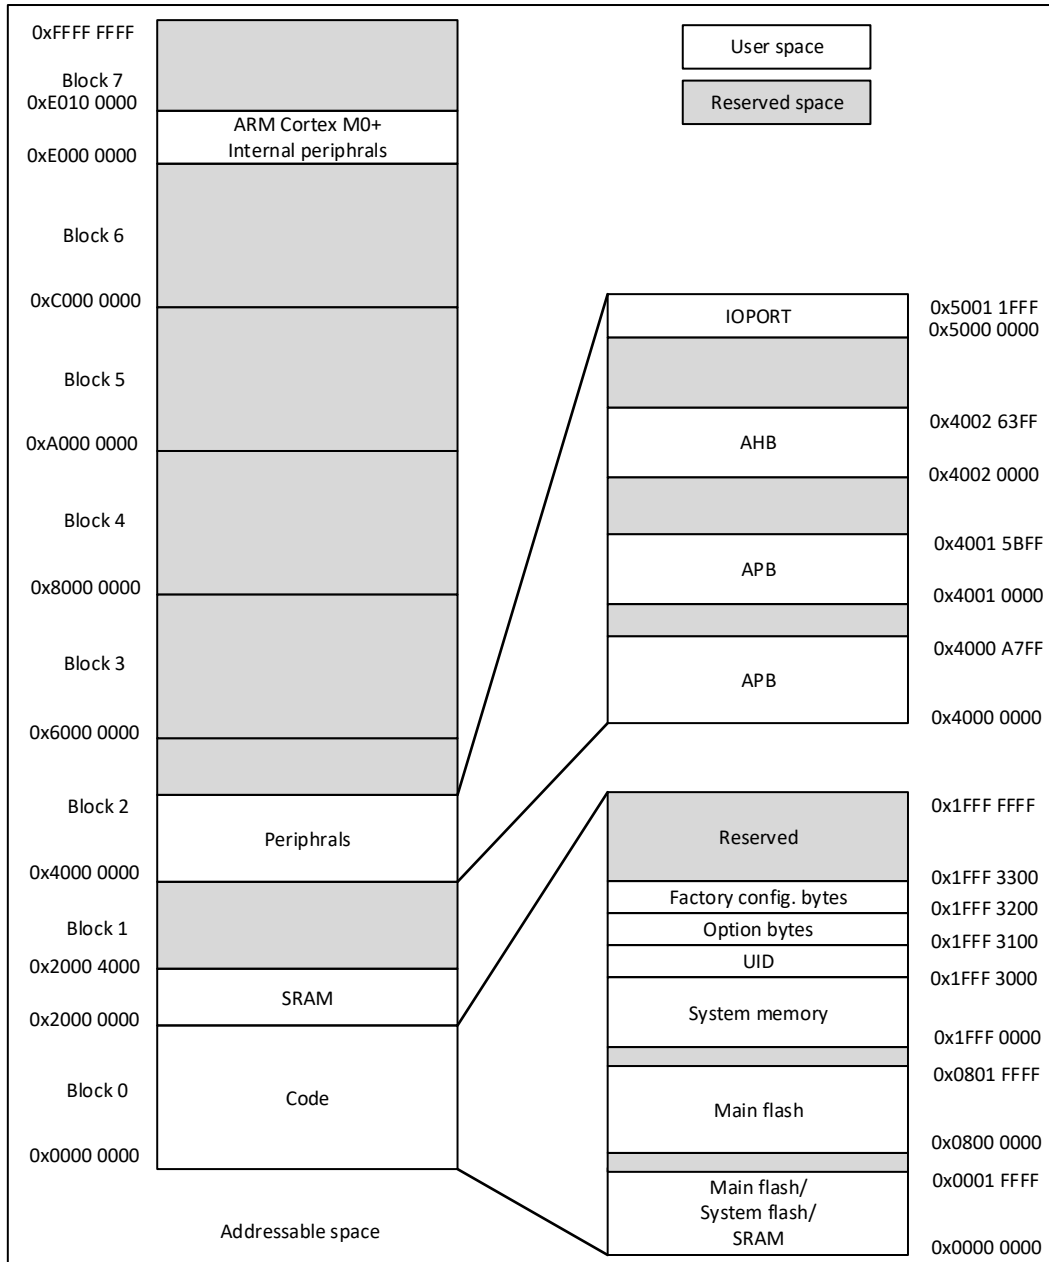 0xFFFF FFFF
Block 7
0xE010 0000
ARM Cortex M0+
Internal periphrals
0xE000 0000
Block 6
0xC000 0000
Block 5
0xA000 0000
Block 4
0x8000 0000
Block 3
0x6000 0000
Block 2
Periphrals
0x4000 0000
Block 1
0x2000 4000
SRAM
0x2000 0000
Block 0
Code
0x0000 0000
Addressable space
User space
Reserved space
IOPORT
0x5001 1FFF
0x5000 0000
AHB
0x4002 63FF
0x4002 0000
APB
0x4001 5BFF
0x4001 0000
APB
0x4000 A7FF
0x4000 0000
Reserved
0x1FFF FFFF
0x1FFF 3300
Factory config. bytes
0x1FFF 3200
Option bytes
0x1FFF 3100
UID
0x1FFF 3000
System memory
0x1FFF 0000
0x0801 FFFF
Main flash
0x0800 0000
0x0001 FFFF
Main flash/
System flash/
SRAM
0x0000 0000